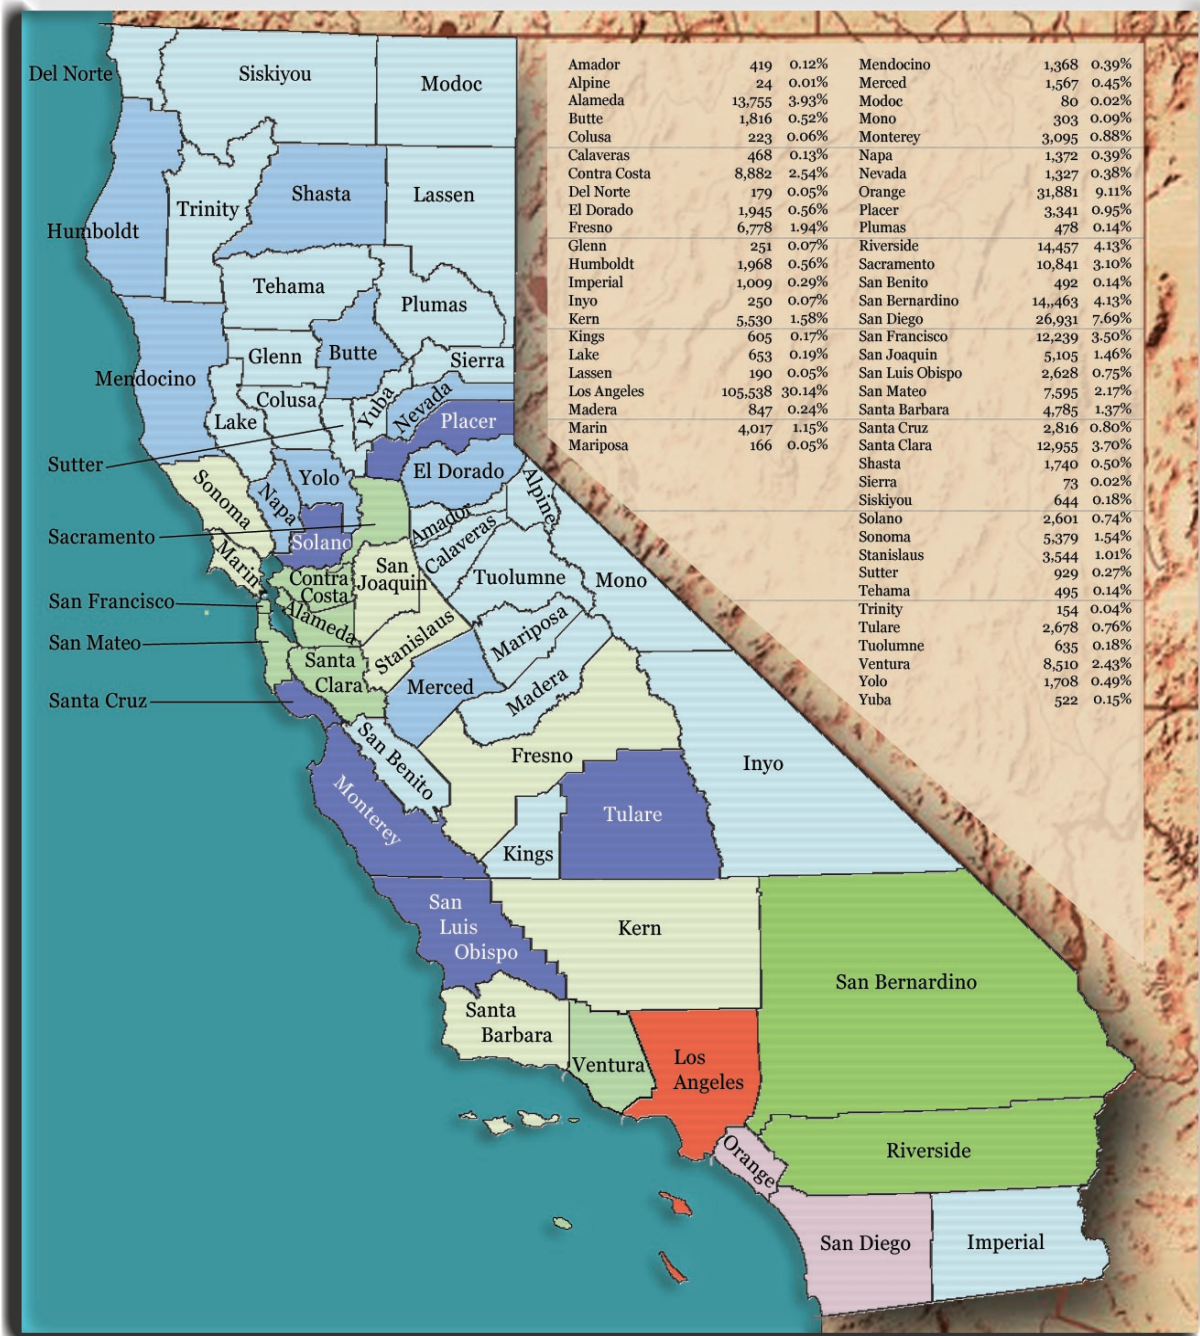 Del Norte
Siskiyou
Modoc
Humboldt
Trinity
Shasta
Lassen
Tehama
Plumas
Mendocino
Glenn
Butte
Sierra
Colusa
Lake
Yuba
Nevada
Placer
Sutter
Sonoma
Napa
Yolo
El Dorado
Alpine
Sacramento
Solano
Amador
Calaveras
Marin
Contra
Costa
San
Joaquin
Tuolumne
Mono
San Francisco
Alameda
Stanislaus
Mariposa
San Mateo
Santa
Clara
Merced
Madera
Santa Cruz
San Benito
Fresno
Inyo
Monterey
Tulare
Kings
San
Luis
Obispo
Kern
San Bernardino
Santa
Barbara
Ventura
Los
Angeles
Orange
Riverside
San Diego
Imperial
Amador 419 0.12%
Alpine 24 0.01%
Alameda 13,755 3.93%
Butte 1,816 0.52%
Colusa 223 0.06%
Calaveras 468 0.13%
Contra Costa 8,882 2.54%
Del Norte 179 0.05%
El Dorado 1,945 0.56%
Fresno 6,778 1.94%
Glenn 251 0.07%
Humboldt 1,968 0.56%
Imperial 1,009 0.29%
Inyo 250 0.07%
Kern 5,530 1.58%
Kings 605 0.17%
Lake 653 0.19%
Lassen 190 0.05%
Los Angeles 105,538 30.14%
Madera 847 0.24%
Marin 4,017 1.15%
Mariposa 166 0.05%
Mendocino 1,368 0.39%
Merced 1,567 0.45%
Modoc 80 0.02%
Mono 303 0.09%
Monterey 3,095 0.88%
Napa 1,372 0.39%
Nevada 1,327 0.38%
Orange 31,881 9.11%
Placer 3,341 0.95%
Plumas 478 0.14%
Riverside 14,457 4.13%
Sacramento 10,841 3.10%
San Benito 492 0.14%
San Bernardino 14,,463 4.13%
San Diego 26,931 7.69%
San Francisco 12,239 3.50%
San Joaquin 5,105 1.46%
San Luis Obispo 2,628 0.75%
San Mateo 7,595 2.17%
Santa Barbara 4,785 1.37%
Santa Cruz 2,816 0.80%
Santa Clara 12,955 3.70%
Shasta 1,740 0.50%
Sierra 73 0.02%
Siskiyou 644 0.18%
Solano 2,601 0.74%
Sonoma 5,379 1.54%
Stanislaus 3,544 1.01%
Sutter 929 0.27%
Tehama 495 0.14%
Trinity 154 0.04%
Tulare 2,678 0.76%
Tuolumne 635 0.18%
Ventura 8,510 2.43%
Yolo 1,708 0.49%
Yuba 522 0.15%